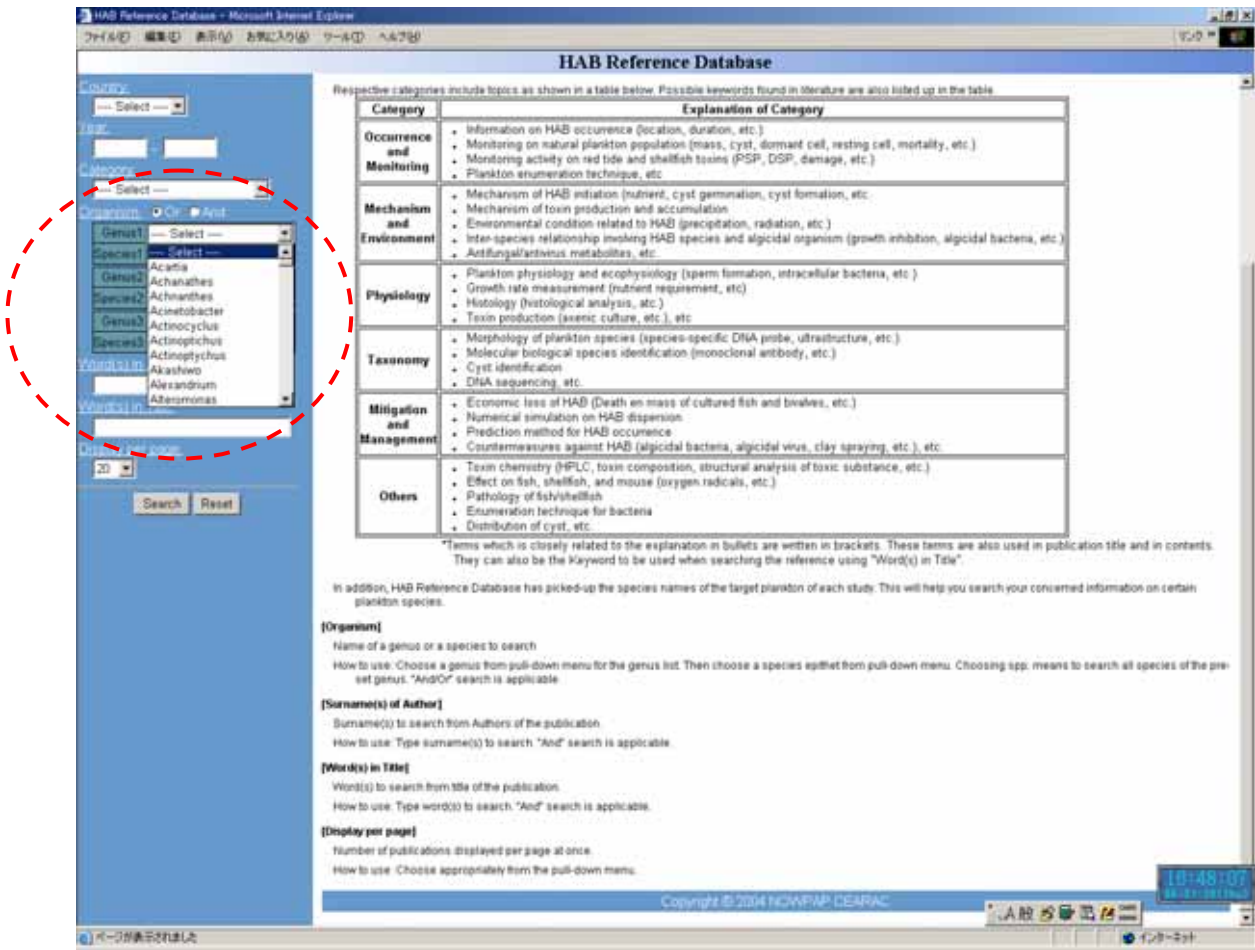 HAB Reference Database - Microsoft Internet Explorer
ファイル(F) 編集(E) 表示(V) お気に入り(A) ツール(T) ヘルプ(H)
リンク »
HAB Reference Database
Country:
---- Select ----
Year:
-
Category:
---- Select ----
Organism: Or And
Genus1 ---- Select ----
Species1 ---- Select ----
Acartia
Genus2 Achanathes
Species2 Achnanthes
Acinetobacter
Genus3 Actinocyclus
Species3 Actinoptichus
Actinoptychus
Word(s) in Akashiwo
Alexandrium
Alteromonas
Word(s) in Title:
Display per page:
20
Search Reset
Respective categories include topics as shown in a table below. Possible keywords found in literature are also listed up in the table.
Category Explanation of Category
Occurrence and Monitoring
• Information on HAB occurrence (location, duration, etc.)
• Monitoring on natural plankton population (mass, cyst, dormant cell, resting cell, mortality, etc.)
• Monitoring activity on red tide and shellfish toxins (PSP, DSP, damage, etc.)
• Plankton enumeration technique, etc
Mechanism and Environment
• Mechanism of HAB initiation (nutrient, cyst germination, cyst formation, etc.
• Mechanism of toxin production and accumulation
• Environmental condition related to HAB (precipitation, radiation, etc.)
• Inter-species relationship involving HAB species and algicidal organism (growth inhibition, algicidal bacteria, etc.)
• Antifungal/antivirus metabolites, etc.
Physiology
• Plankton physiology and ecophysiology (sperm formation, intracellular bacteria, etc.)
• Growth rate measurement (nutrient requirement, etc)
• Histology (histological analysis, atc.)
• Toxin production (axenic culture, etc.), etc
Taxonomy
• Morphology of plankton species (species-specific DNA probe, ultrastructure, etc.)
• Molecular biological species identification (monoclonal antibody, etc.)
• Cyst identification
• DNA sequencing, etc.
Mitigation and Management
• Economic loss of HAB (Death en mass of cultured fish and bivalves, etc.)
• Numerical simulation on HAB dispersion
• Prediction method for HAB occurrence
• Countermeasures against HAB (algicidal bacteria, algicidal virus, clay spraying, etc.), etc
Others
• Toxin chemistry (HPLC, toxin composition, structural analysis of toxic substance, etc.)
• Effect on fish, shellfish, and mouse (oxygen radicals, etc.)
• Pathology of fish/shellfish
• Enumeration technique for bacteria
• Distribution of cyst, etc.
*Terms which is closely related to the explanation in bullets are written in brackets. These terms are also used in publication title and in contents.
They can also be the Keyword to be used when searching the reference using "Word(s) in Title".
In addition, HAB Reference Database has picked-up the species names of the target plankton of each study. This will help you search your concerned information on certain
plankton species.
[Organism]
Name of a genus or a species to search
How to use: Choose a genus from pull-down menu for the genus list. Then choose a species epithet from pull-down menu. Choosing spp. means to search all species of the pre-
set genus. "And/Or" search is applicable
[Surname(s) of Author]
Surname(s) to search from Authors of the publication.
How to use: Type surname(s) to search. "And" search is applicable.
[Word(s) in Title]
Word(s) to search from title of the publication.
How to use: Type word(s) to search. "And" search is applicable.
[Display per page]
Number of publications displayed per page at once.
How to use: Choose appropriately from the pull-down menu.
Copyright © 2004 NOWPAP CEARAC
10:48:07
A 般
ページが表示されました
インターネット